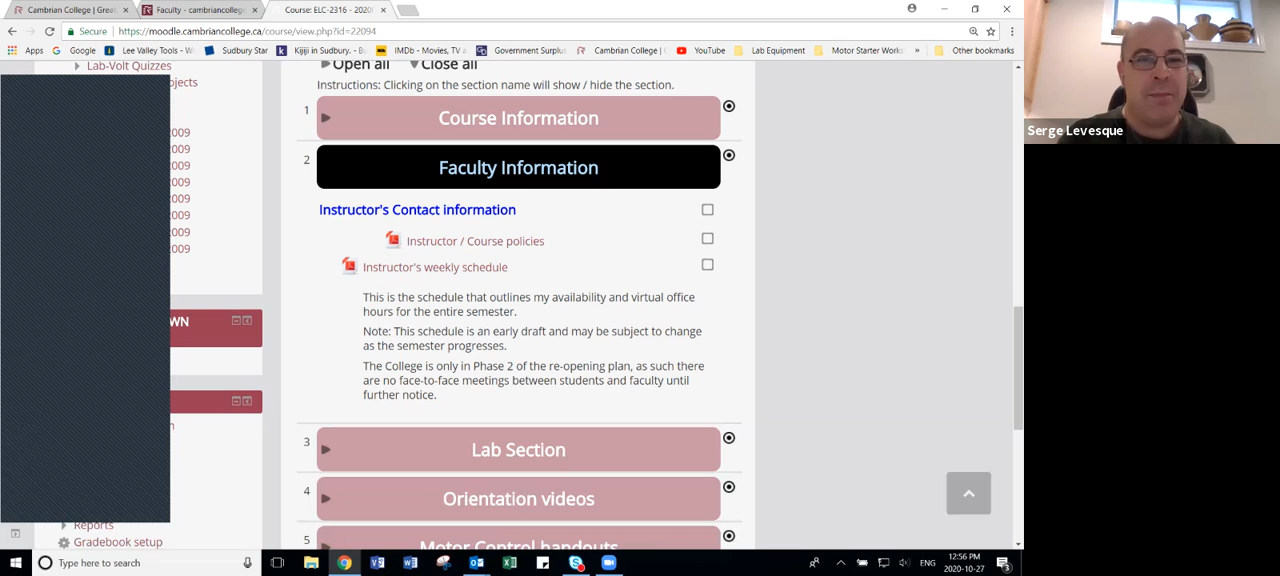 Cambrian College | Great
Faculty - cambriancollege
Course: ELC-2316 - 2020
Secure | https://moodle.cambriancollege.ca/course/view.php?id=22094
Apps
Google
Lee Valley Tools - Wi
Sudbury Star
Kijiji in Sudbury. - Bu
IMDb - Movies, TV a
Government Surplus
Cambrian College | G
YouTube
Lab Equipment
Motor Starter Works
»
Other bookmarks
Lab-Volt Quizzes
ojects
009
009
009
009
009
009
009
009
WN
Reports
Gradebook setup
Open all
Close all
Instructions: Clicking on the section name will show / hide the section.
1
Course Information
2
Faculty Information
Instructor's Contact information
Instructor / Course policies
Instructor's weekly schedule
This is the schedule that outlines my availability and virtual office
hours for the entire semester.
Note: This schedule is an early draft and may be subject to change
as the semester progresses.
The College is only in Phase 2 of the re-opening plan, as such there
are no face-to-face meetings between students and faculty until
further notice.
3
Lab Section
4
Orientation videos
5
Motor Control handouts
Serge Levesque
Type here to search
ENG
12:56 PM
2020-10-27
3